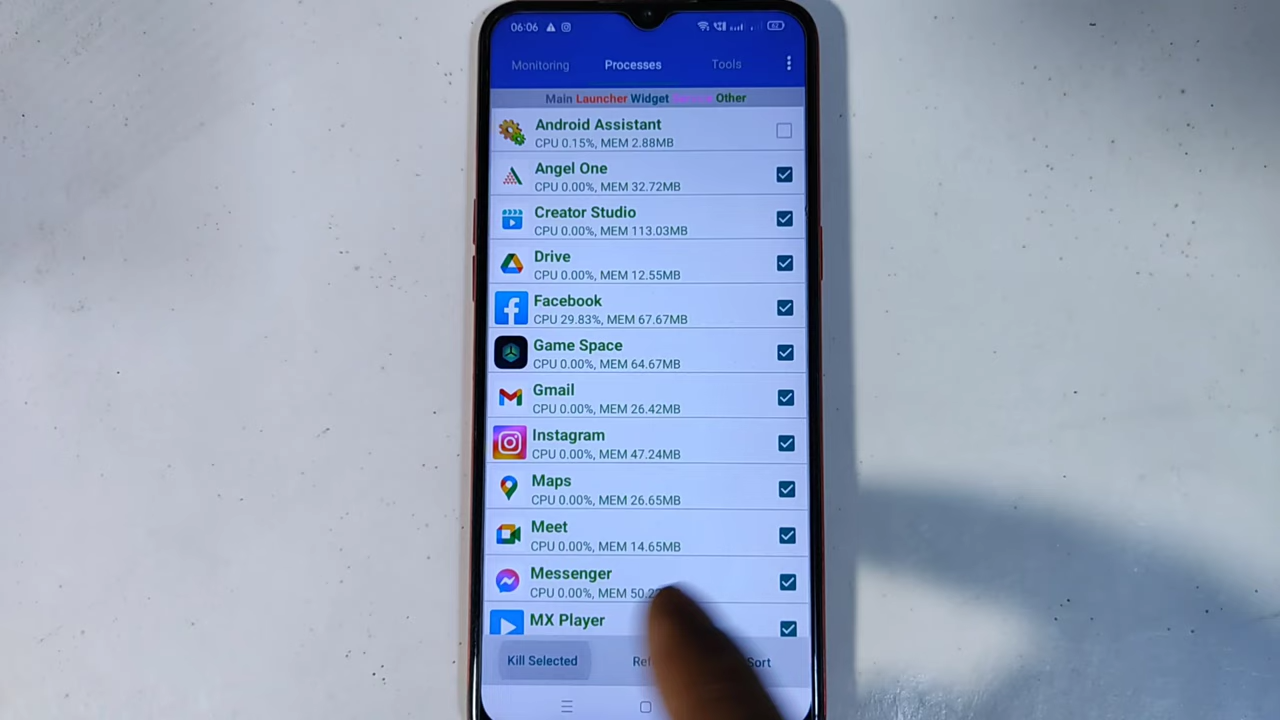 06:06
62
Monitoring Processes Tools
Main Launcher Widget Other
Android Assistant
CPU 0.15%, MEM 2.88MB
Angel One
CPU 0.00%, MEM 32.72MB
Creator Studio
CPU 0.00%, MEM 113.03MB
Drive
CPU 0.00%, MEM 12.55MB
Facebook
CPU 29.83%, MEM 67.67MB
Game Space
CPU 0.00%, MEM 64.67MB
Gmail
CPU 0.00%, MEM 26.42MB
Instagram
CPU 0.00%, MEM 47.24MB
Maps
CPU 0.00%, MEM 26.65MB
Meet
CPU 0.00%, MEM 14.65MB
Messenger
CPU 0.00%, MEM
MX Player
Kill Selected Sort